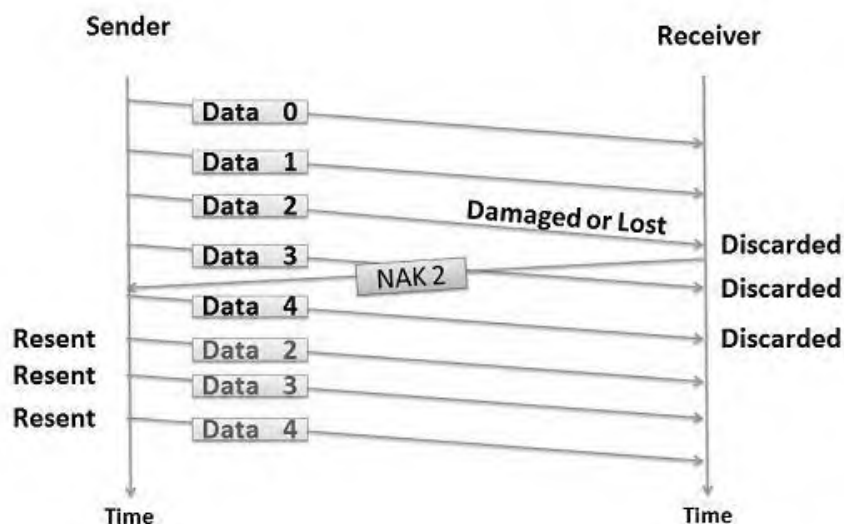 Sender
Receiver
Data 0
Data 1
Data 2
Damaged or Lost
Discarded
Data 3
NAK 2
Discarded
Data 4
Discarded
Resent
Data 2
Resent
Data 3
Resent
Data 4
Time
Time